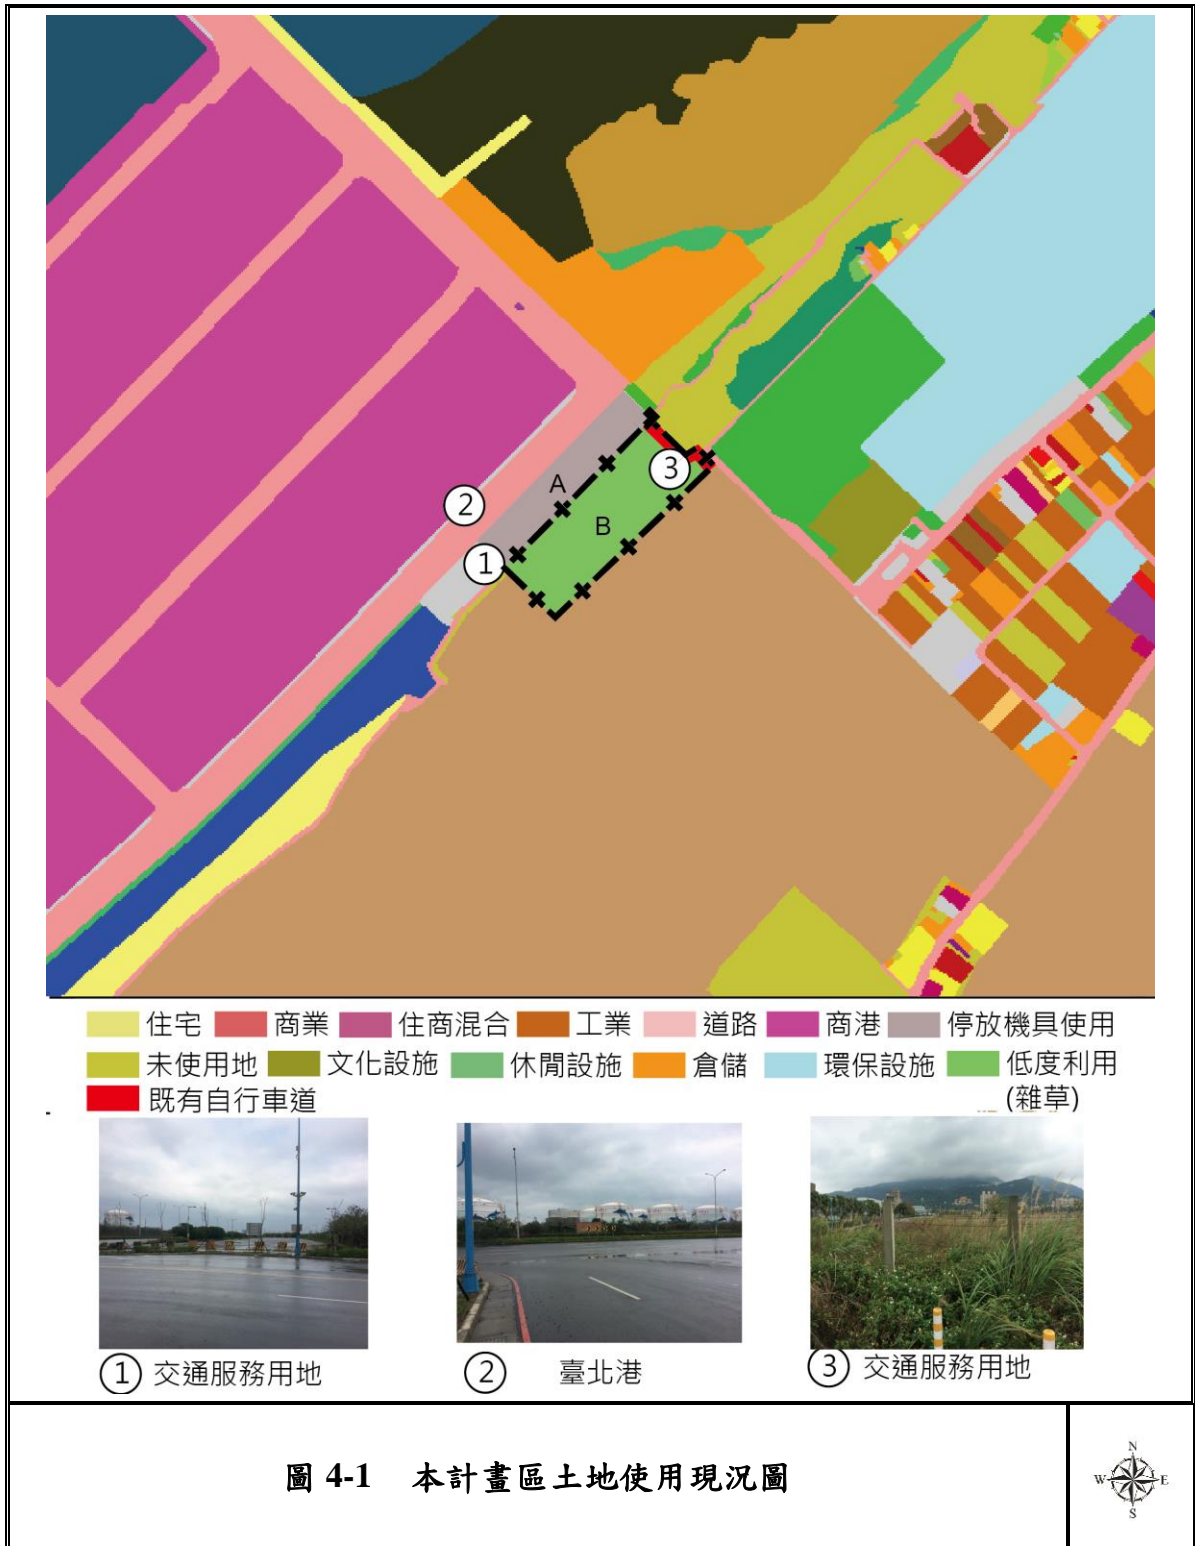 A
B
3
2
1
住宅 商業 住商混合 工業 道路 商港 停放機具使用
未使用地 文化設施 休閒設施 倉儲 環保設施 低度利用
既有自行車道 (雜草)
1 交通服務用地 2 臺北港 3 交通服務用地
圖 4-1 本計畫區土地使用現況圖
N
W E
S